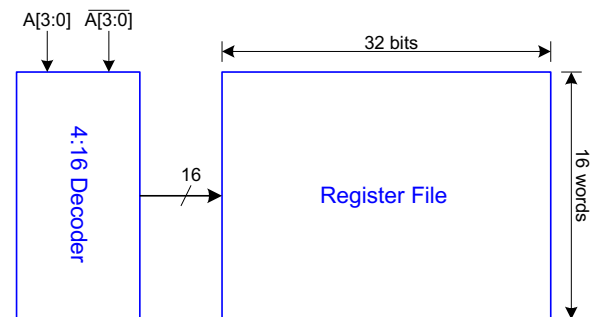 A[3:0] A[3:0]
32 bits
4:16 Decoder
16
Register File
16 words